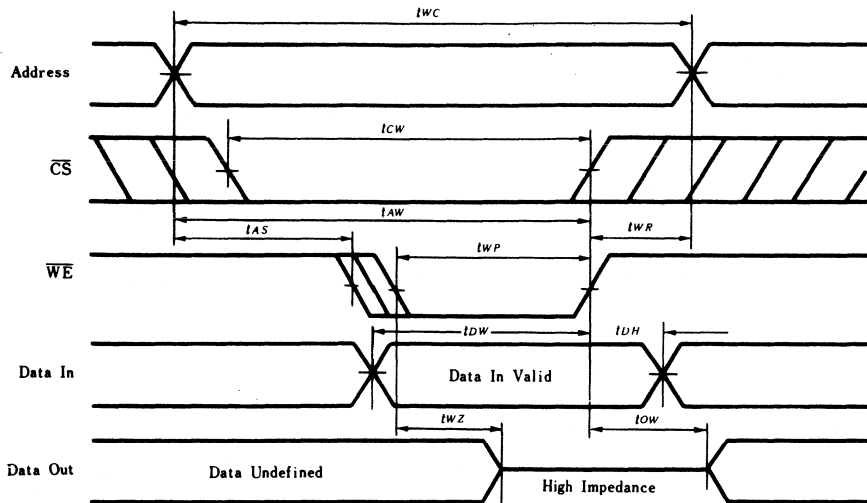 tWC
Address
tCW
CS
tAW
tAS
tWR
WE
tWP
tDW
tDH
Data In
Data In Valid
tWZ
tOW
Data Out
Data Undefined
High Impedance